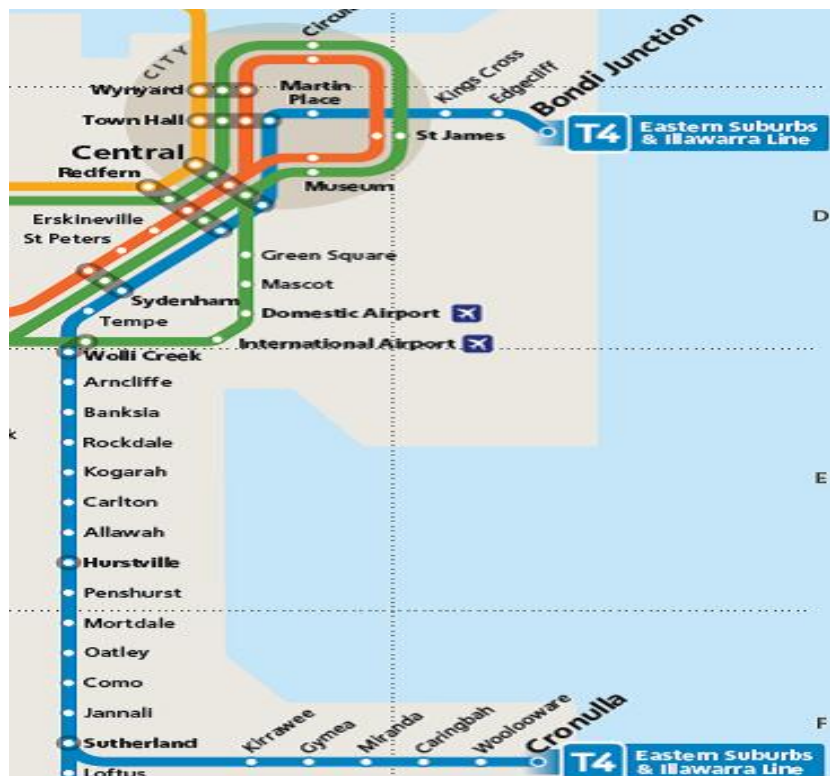 CITY
Wynyard
Town Hall
Central
Redfern
Martin
Place
Kings Cross
Edgecliff
Bondi Junction
T4 Eastern Suburbs
& Illawarra Line
St James
Museum
Erskineville
St Peters
D
Green Square
Mascot
Sydenham
Domestic Airport
Tempe
International Airport
Wolli Creek
Arncliffe
Banksia
k
Rockdale
Kogarah
E
Carlton
Allawah
Hurstville
Penshurst
Mortdale
Oatley
Como
Jannali
F
Sutherland
Kirrawee
Gymea
Miranda
Caringbah
Woolooware
Cronulla
T4 Eastern Suburbs
& Illawarra Line
Loftus